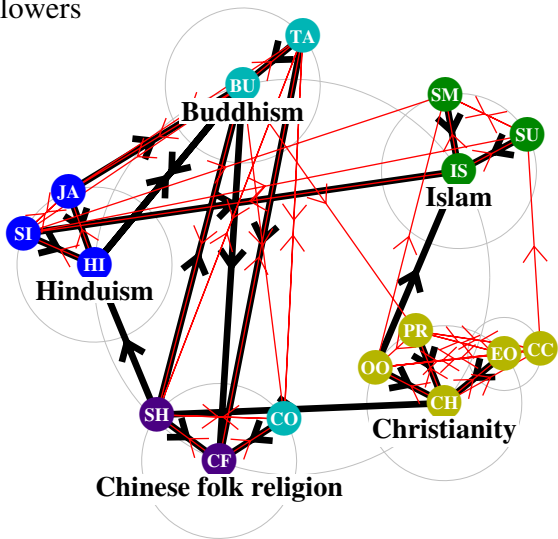 lowers
TA
BU
Buddhism
SM
SU
IS
Islam
JA
SI
HI
Hinduism
PR
OO
EO
CC
CH
Christianity
SH
CO
CF
Chinese folk religion